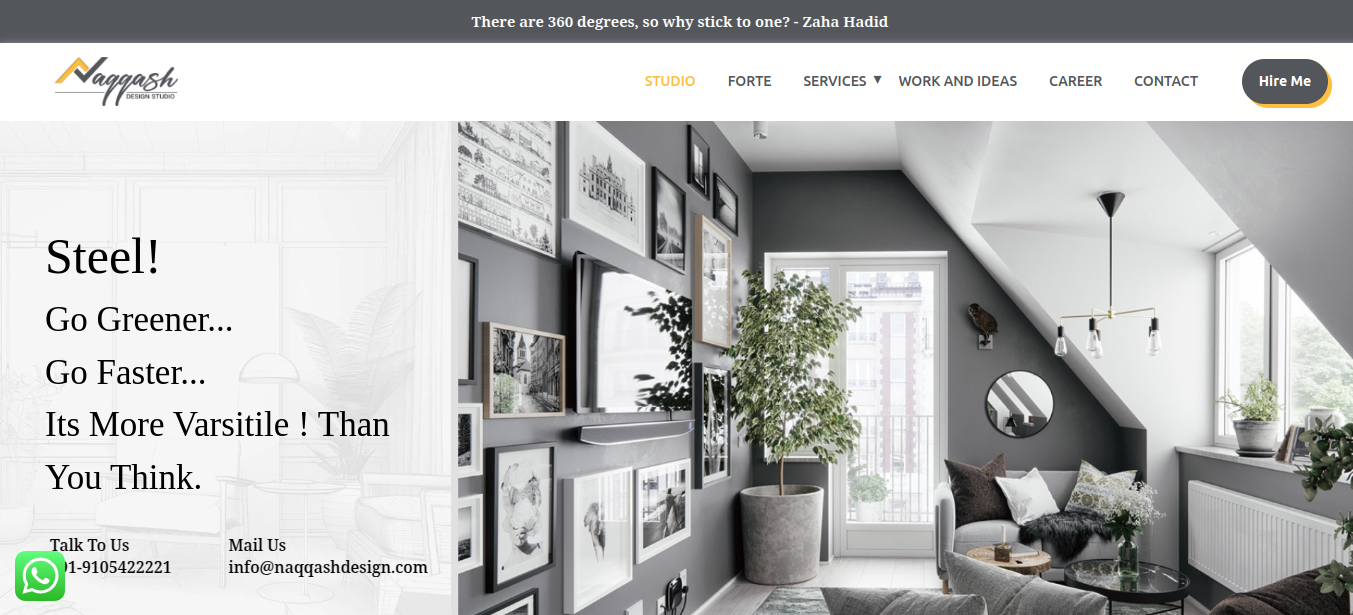 There are 360 degrees, so why stick to one? - Zaha Hadid
Naqqash
DESIGN STUDIO
STUDIO FORTE SERVICES ▼ WORK AND IDEAS CAREER CONTACT Hire Me
Steel!
Go Greener...
Go Faster...
Its More Varsitile ! Than
You Think.
Talk To Us Mail Us
91-9105422221 info@naqqashdesign.com